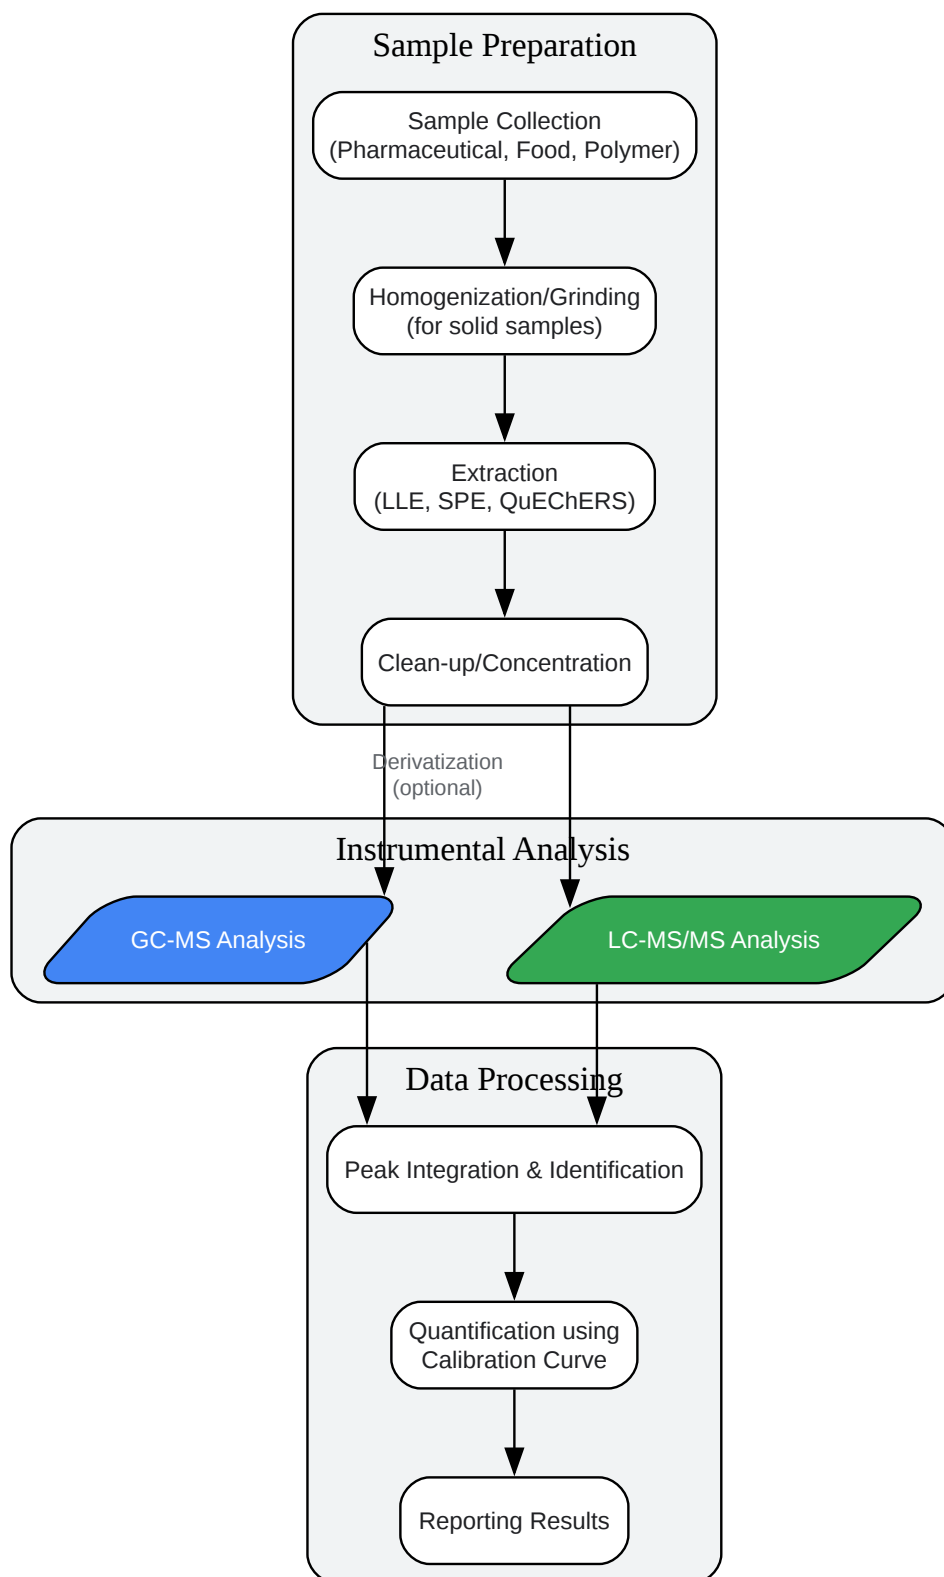 Sample Preparation
Sample Collection
(Pharmaceutical, Food, Polymer)
Homogenization/Grinding
(for solid samples)
Extraction
(LLE, SPE, QuEChERS)
Clean-up/Concentration
Derivatization
(optional)
Instrumental Analysis
GC-MS Analysis
LC-MS/MS Analysis
Data Processing
Peak Integration & Identification
Quantification using
Calibration Curve
Reporting Results